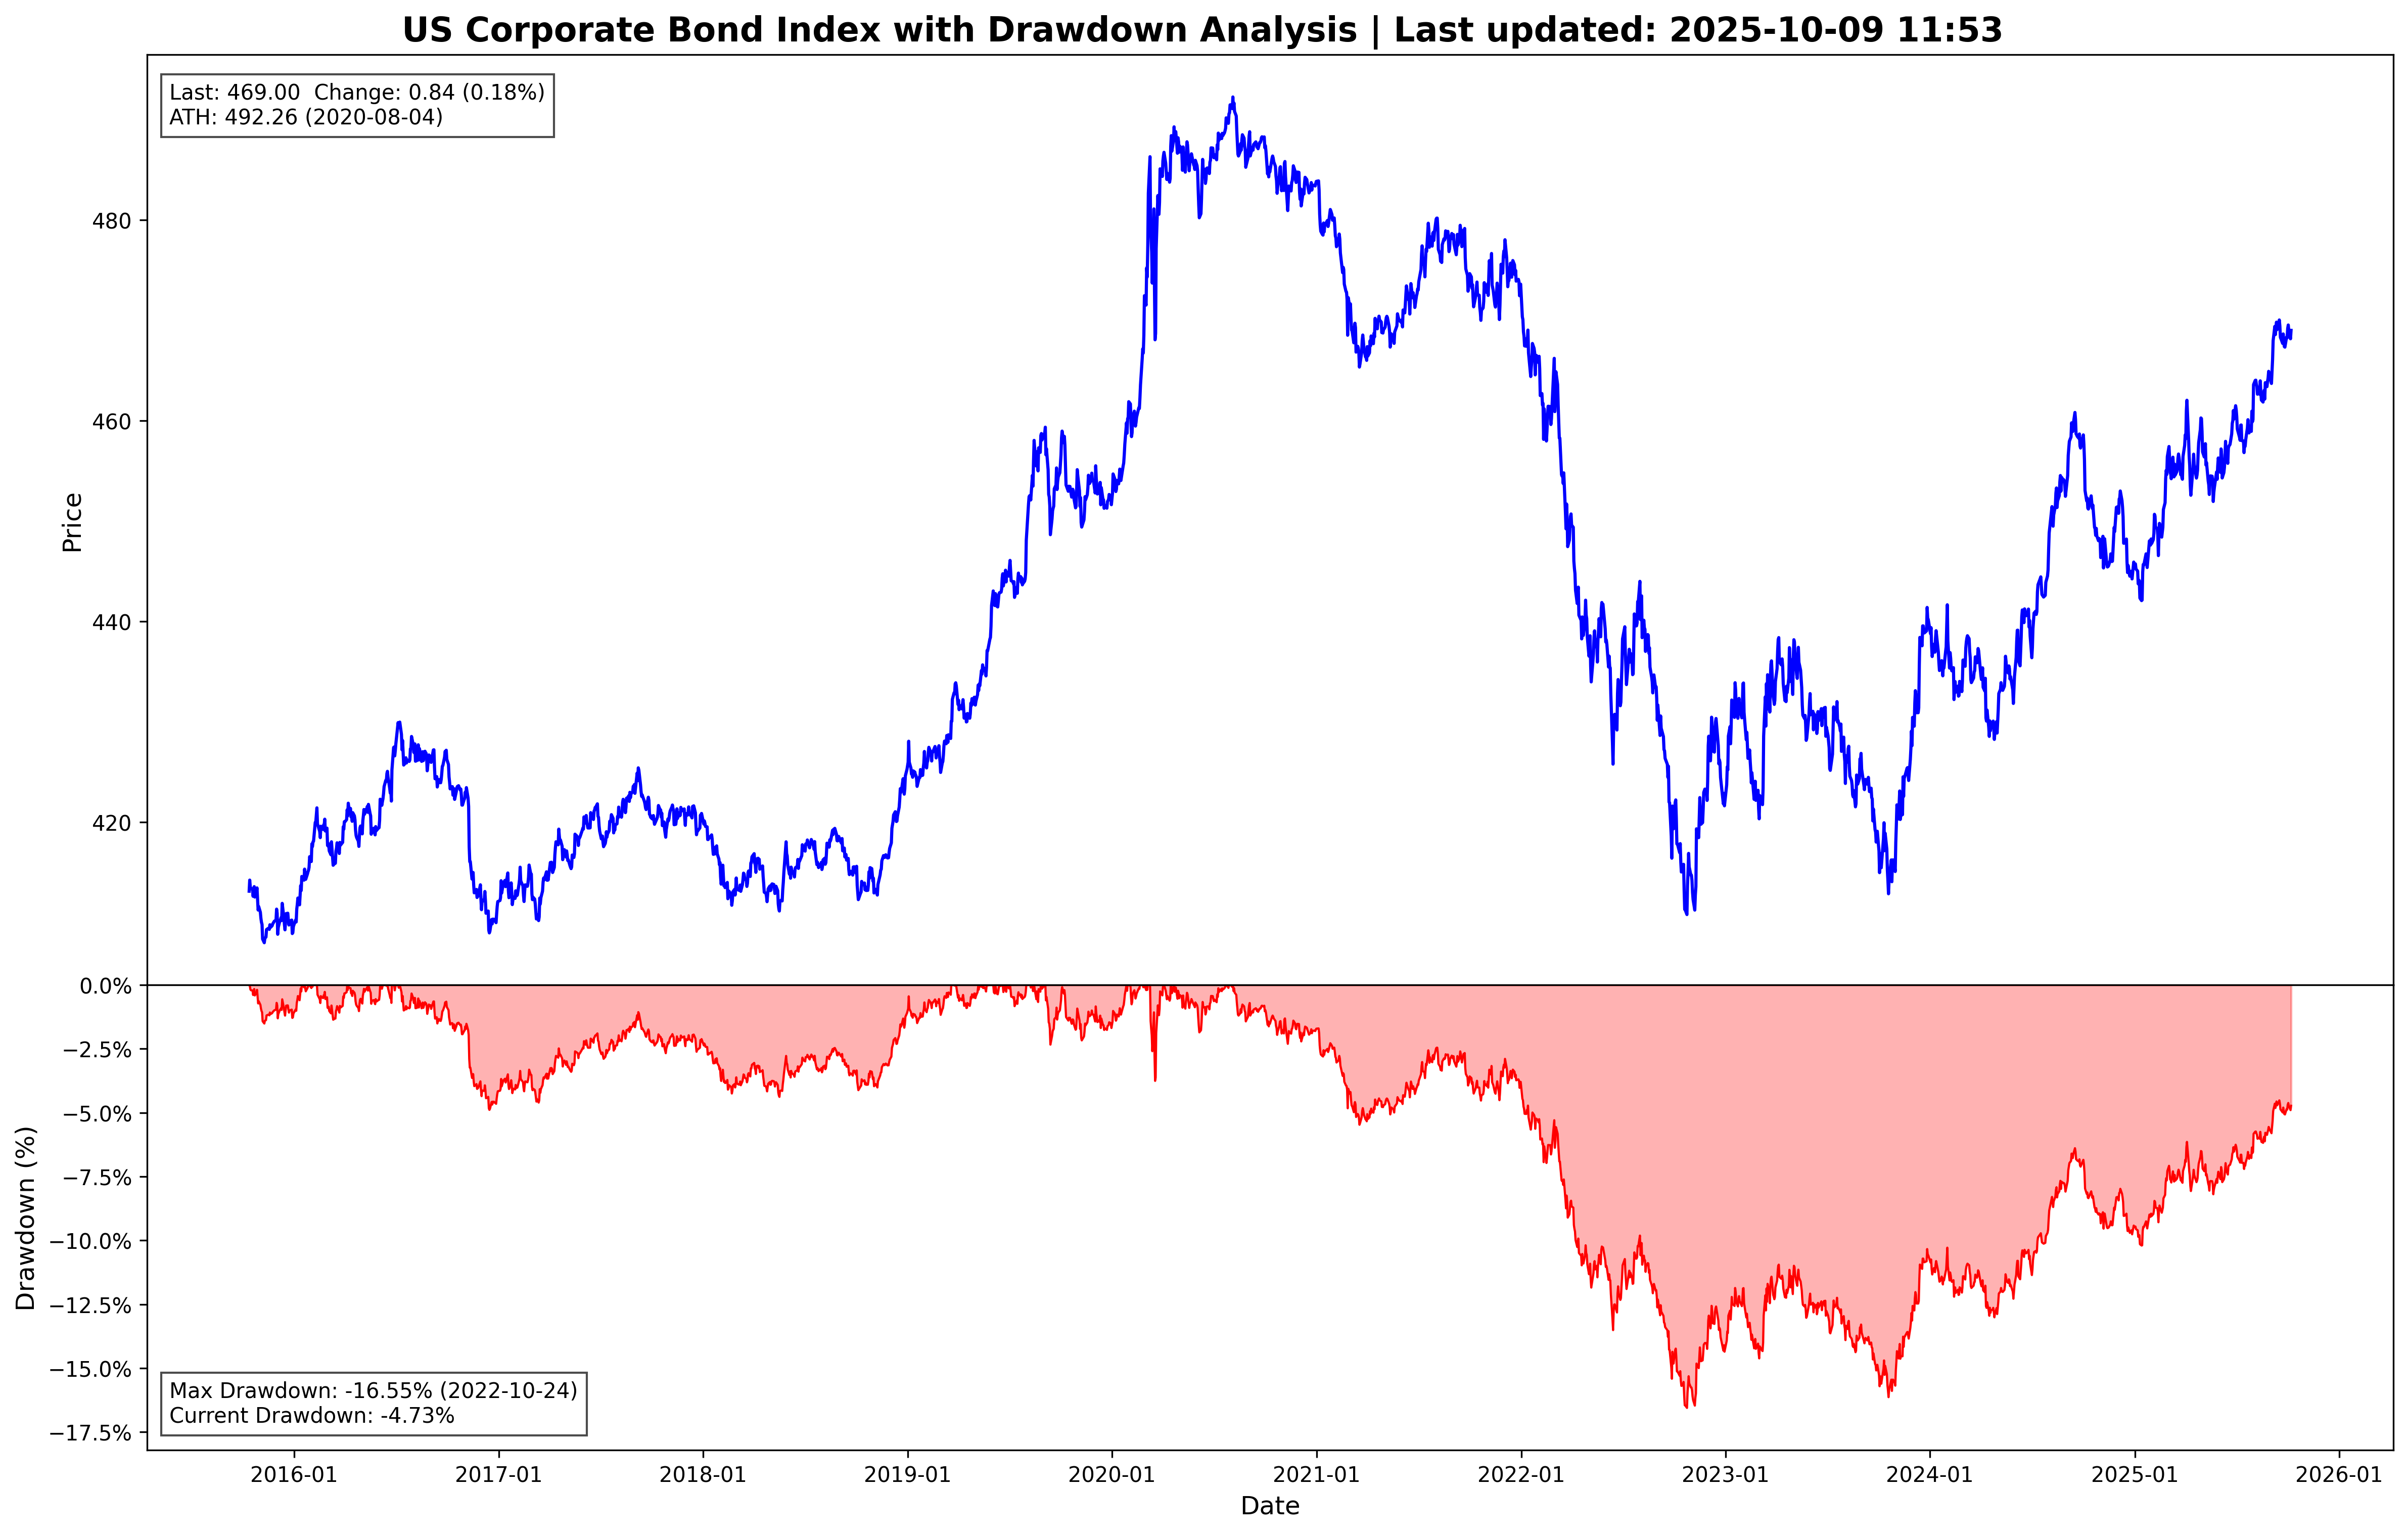 US Corporate Bond Index with Drawdown Analysis | Last updated: 2025-10-09 11:53
Last: 469.00  Change: 0.84 (0.18%)
ATH: 492.26 (2020-08-04)
Price
480
460
440
420
Drawdown (%)
0.0%
−2.5%
−5.0%
−7.5%
−10.0%
−12.5%
−15.0%
−17.5%
Max Drawdown: -16.55% (2022-10-24)
Current Drawdown: -4.73%
2016-01 2017-01 2018-01 2019-01 2020-01 2021-01 2022-01 2023-01 2024-01 2025-01 2026-01
Date